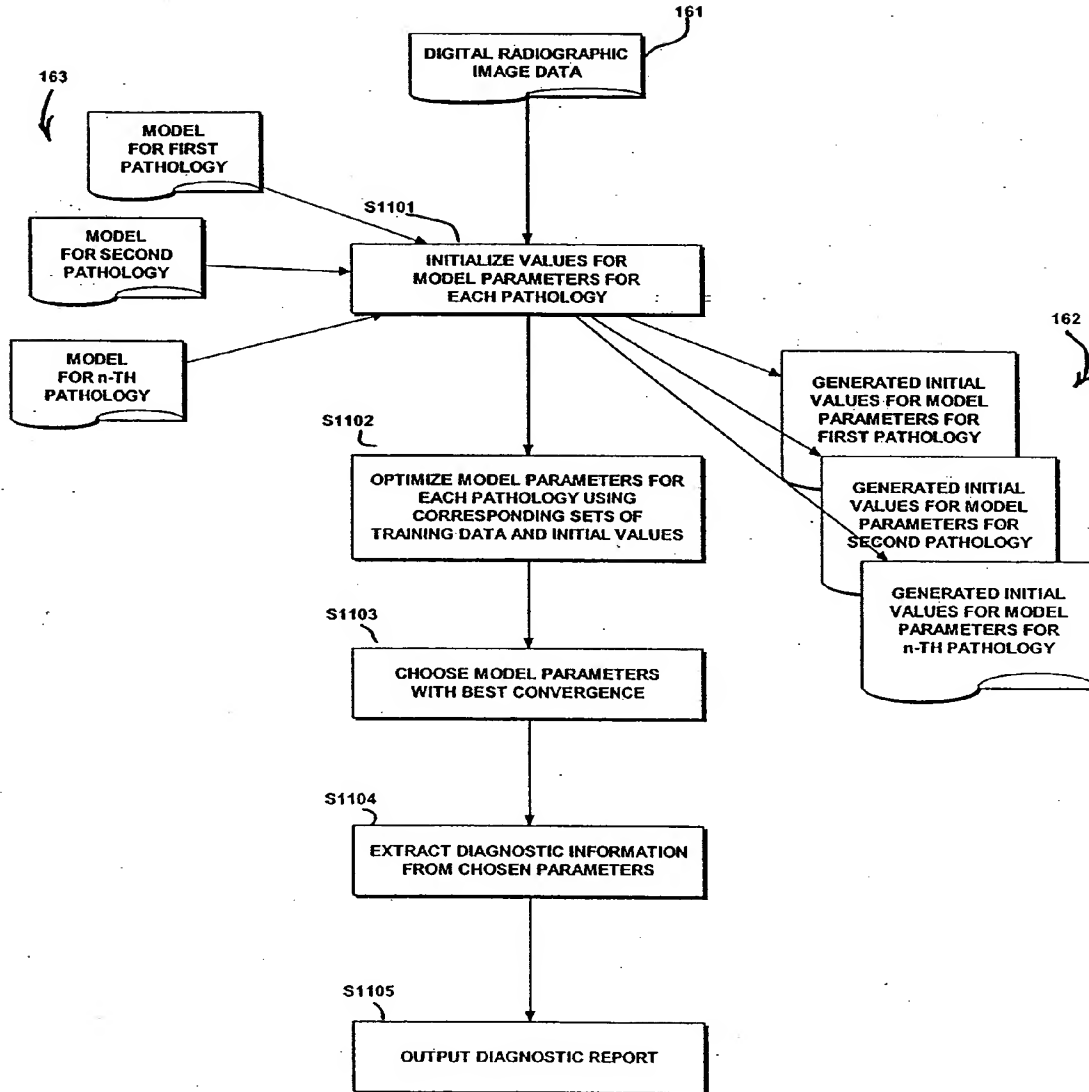 161
DIGITAL RADIOGRAPHIC
IMAGE DATA
163
MODEL
FOR FIRST
PATHOLOGY
S1101
MODEL
FOR SECOND
PATHOLOGY
INITIALIZE VALUES FOR
MODEL PARAMETERS FOR
EACH PATHOLOGY
162
MODEL
FOR n-TH
PATHOLOGY
GENERATED INITIAL
VALUES FOR MODEL
PARAMETERS FOR
FIRST PATHOLOGY
S1102
OPTIMIZE MODEL PARAMETERS FOR
EACH PATHOLOGY USING
CORRESPONDING SETS OF
TRAINING DATA AND INITIAL VALUES
GENERATED INITIAL
VALUES FOR MODEL
PARAMETERS FOR
SECOND PATHOLOGY
GENERATED INITIAL
VALUES FOR MODEL
PARAMETERS FOR
n-TH PATHOLOGY
S1103
CHOOSE MODEL PARAMETERS
WITH BEST CONVERGENCE
S1104
EXTRACT DIAGNOSTIC INFORMATION
FROM CHOSEN PARAMETERS
S1105
OUTPUT DIAGNOSTIC REPORT